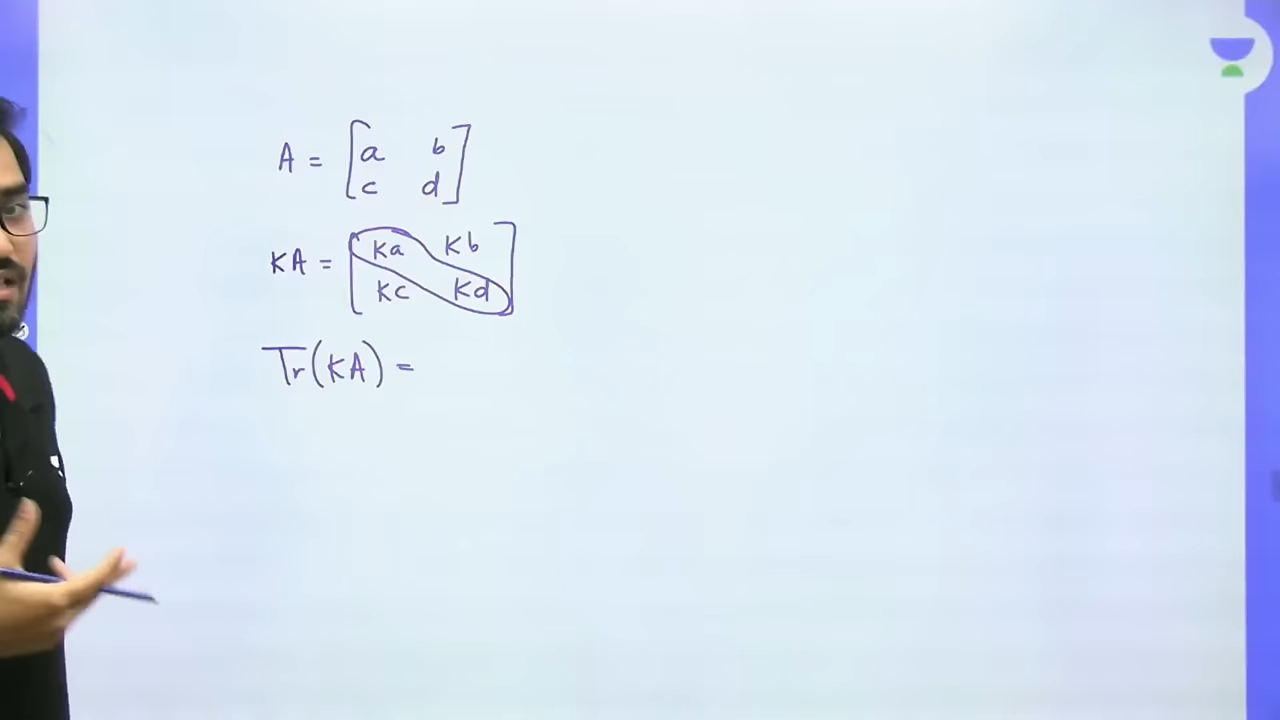 A = [a b
c d]
KA = [Ka Kb
Kc Kd]
Tr(KA) =